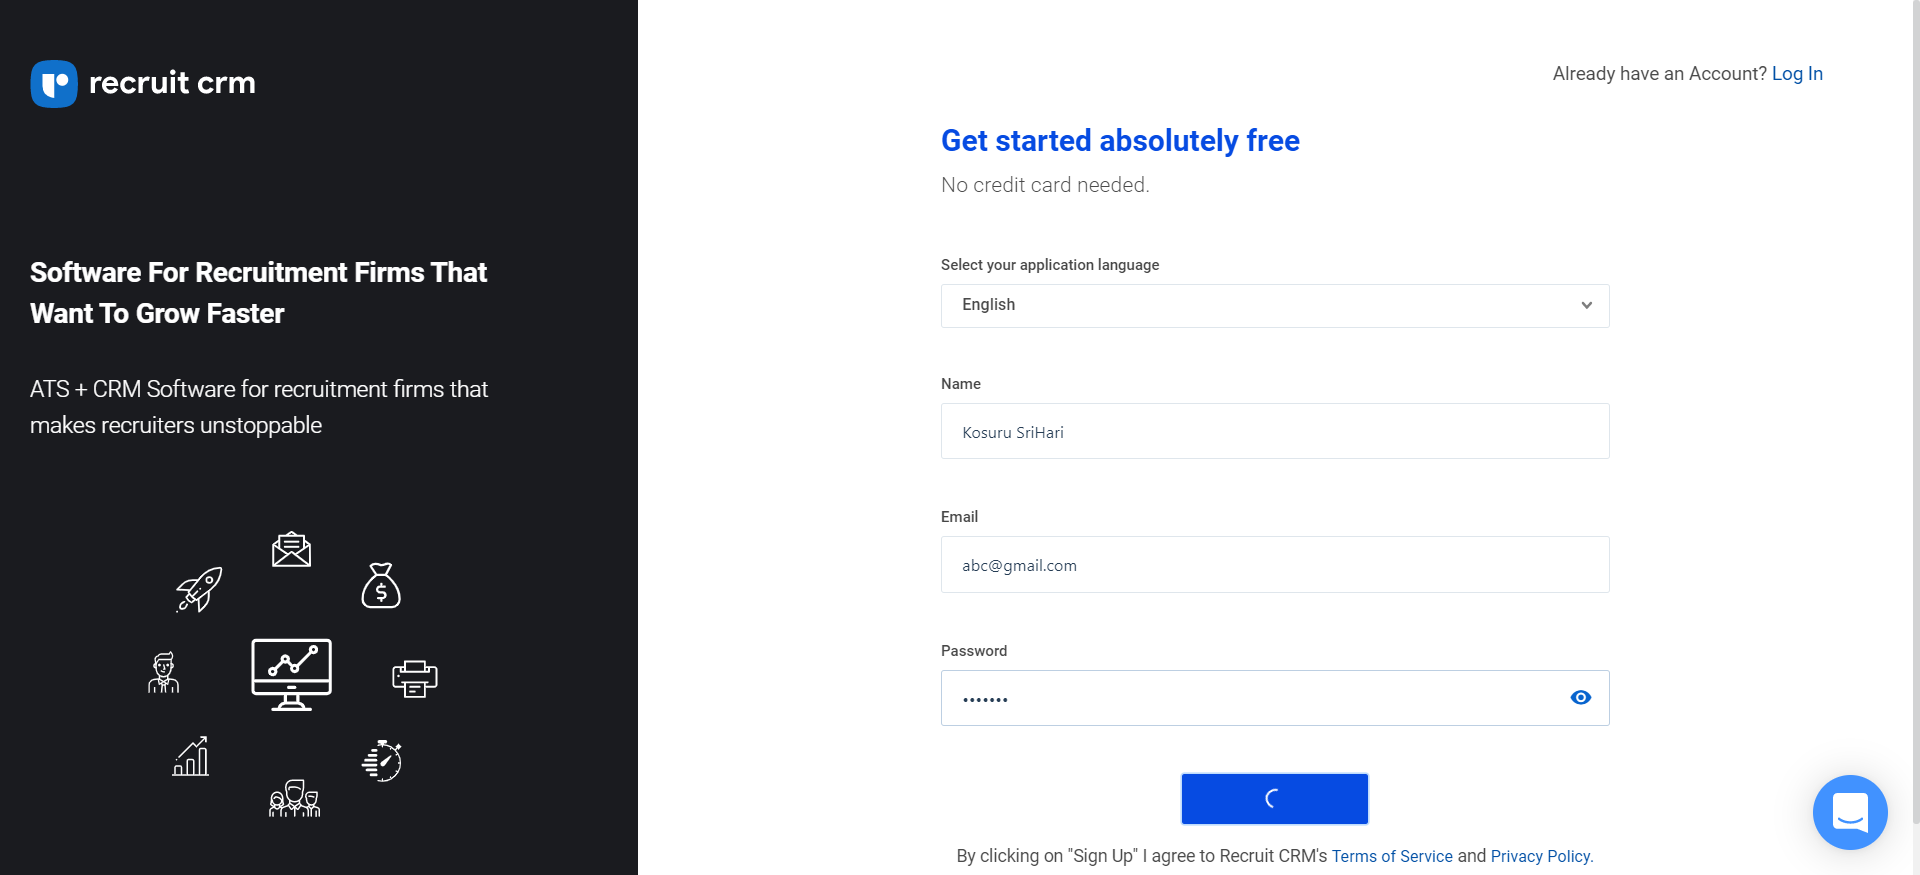 recruit crm
Software For Recruitment Firms That
Want To Grow Faster
ATS + CRM Software for recruitment firms that
makes recruiters unstoppable
$
Already have an Account? Log In
Get started absolutely free
No credit card needed.
Select your application language
English
Name
Kosuru SriHari
Email
abc@gmail.com
Password
•••••••
By clicking on "Sign Up" I agree to Recruit CRM's Terms of Service and Privacy Policy.